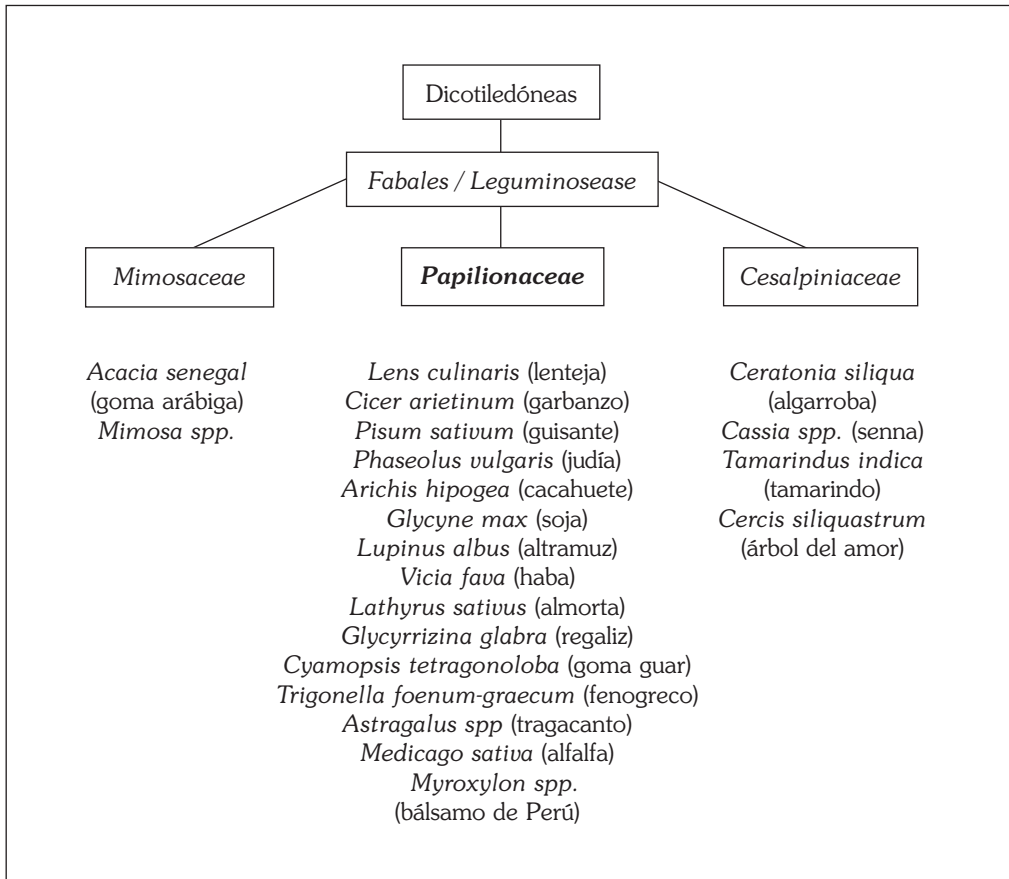 Dicotiledóneas
Fabales / Leguminosease
Mimosaceae
Papilionaceae
Cesalpiniaceae
Acacia senegal
(goma arábiga)
Mimosa spp.
Lens culinaris (lenteja)
Cicer arietinum (garbanzo)
Pisum sativum (guisante)
Phaseolus vulgaris (judía)
Arichis hipogea (cacahuete)
Glycyne max (soja)
Lupinus albus (altramuz)
Vicia fava (haba)
Lathyrus sativus (almorta)
Glycyrrizina glabra (regaliz)
Cyamopsis tetragonoloba (goma guar)
Trigonella foenum-graecum (fenogreco)
Astragalus spp (tragacanto)
Medicago sativa (alfalfa)
Myroxylon spp.
(bálsamo de Perú)
Ceratonia siliqua
(algarroba)
Cassia spp. (senna)
Tamarindus indica
(tamarindo)
Cercis siliquastrum
(árbol del amor)